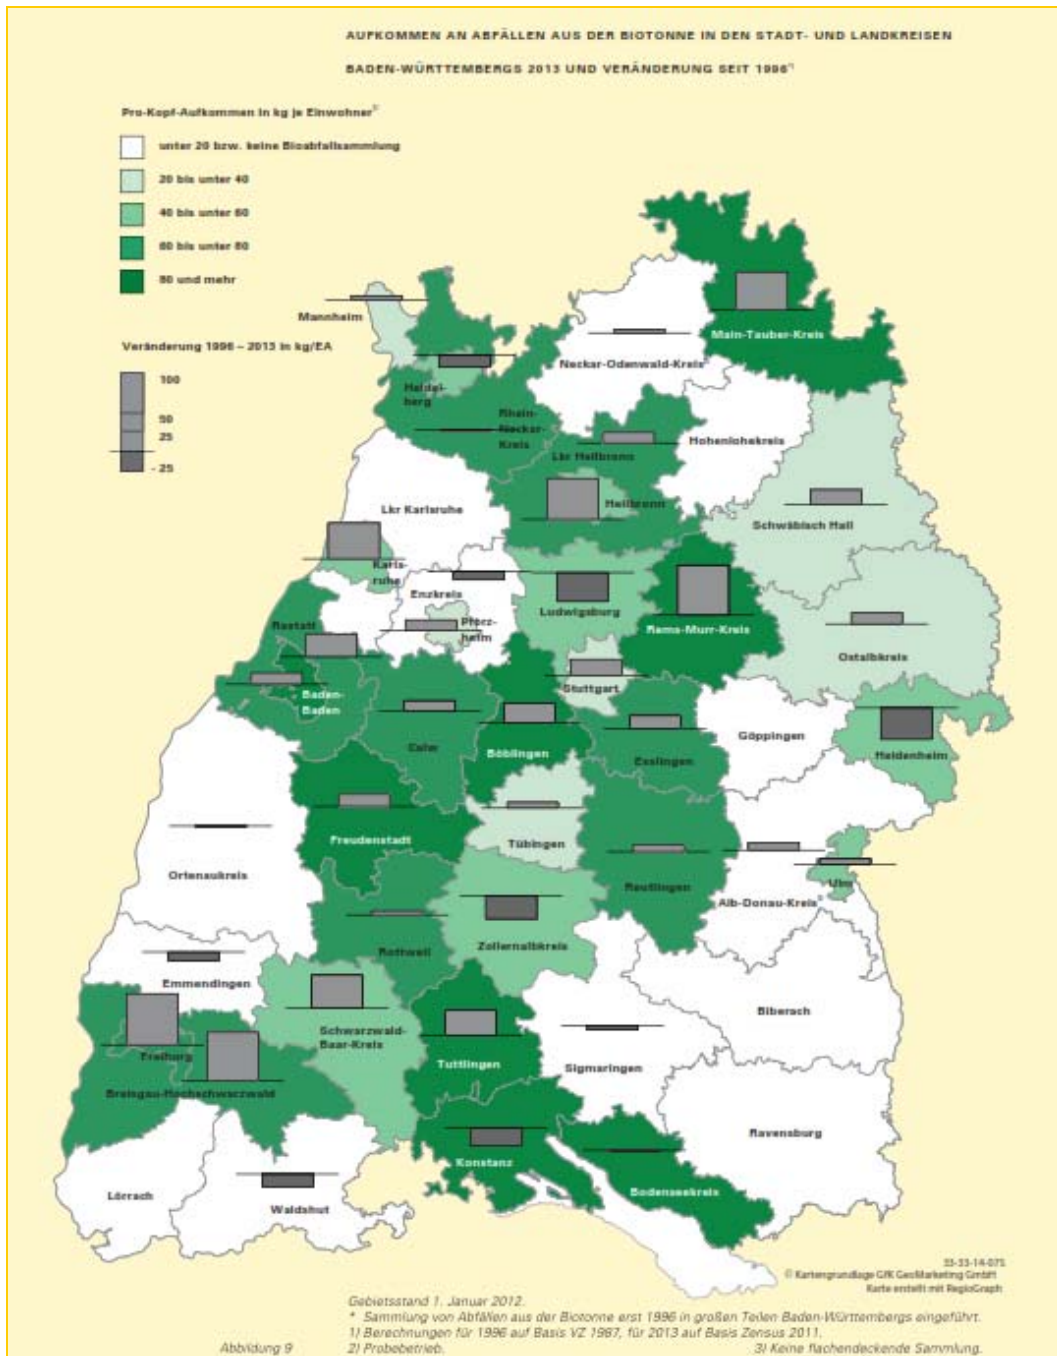 AUFKOMMEN AN ABFÄLLEN AUS DER BIOTONNE IN DEN STADT- UND LANDKREISEN
BADEN-WÜRTTEMBERGS 2013 UND VERÄNDERUNG SEIT 1996*)
Pro-Kopf-Aufkommen in kg je Einwohner1)
unter 20 bzw. keine Bioabfallsammlung
20 bis unter 40
40 bis unter 60
60 bis unter 80
80 und mehr
Veränderung 1996 – 2013 in kg/EA
100
50
25
- 25
Mannheim
Main-Tauber-Kreis
Neckar-Odenwald-Kreis
Heidel-
berg
Rhein-
Neckar-
Kreis
Hohenlohekreis
Lkr Heilbronn
Heilbronn
Lkr Karlsruhe
Schwäbisch Hall
Karls-
ruhe
Enzkreis
Ludwigsburg
Pforz-
heim
Rastatt
Rems-Murr-Kreis
Ostalbkreis
Stuttgart
Baden-
Baden
Calw
Böblingen
Esslingen
Göppingen
Heidenheim
Freudenstadt
Tübingen
Ortenaukreis
Reutlingen
Ulm
Alb-Donau-Kreis
Rottweil
Zollernalbkreis
Emmendingen
Biberach
Schwarzwald-
Baar-Kreis
Freiburg
Tuttlingen
Sigmaringen
Breisgau-Hochschwarzwald
Ravensburg
Konstanz
Bodenseekreis
Lörrach
Waldshut
33-33-14-07S
© Kartengrundlage GfK GeoMarketing GmbH
Karte erstellt mit RegioGraph
Gebietsstand 1. Januar 2012.
* Sammlung von Abfällen aus der Biotonne erst 1996 in großen Teilen Baden-Württembergs eingeführt.
1) Berechnungen für 1996 auf Basis VZ 1987, für 2013 auf Basis Zensus 2011.
Abbildung 9 2) Probebetrieb. 3) Keine flächendeckende Sammlung.